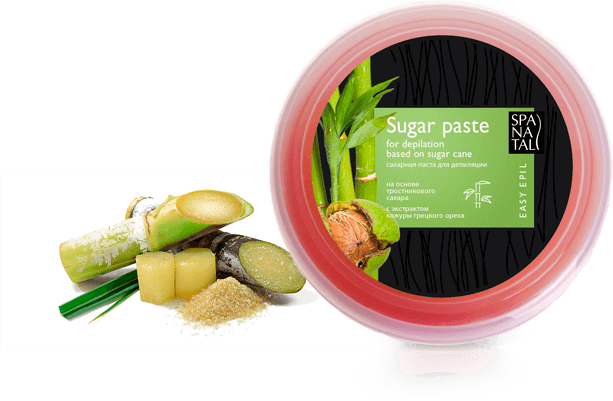 Sugar paste
for depilation
based on sugar cane
сахарная паста для депиляции
на основе
тростникового
сахара
с экстрактом
кожуры грецкого ореха
SPA
NA
TALI
EASY EPIL